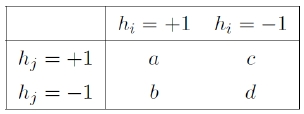 h_i = +1 h_i = −1
h_j = +1 a c
h_j = −1 b d